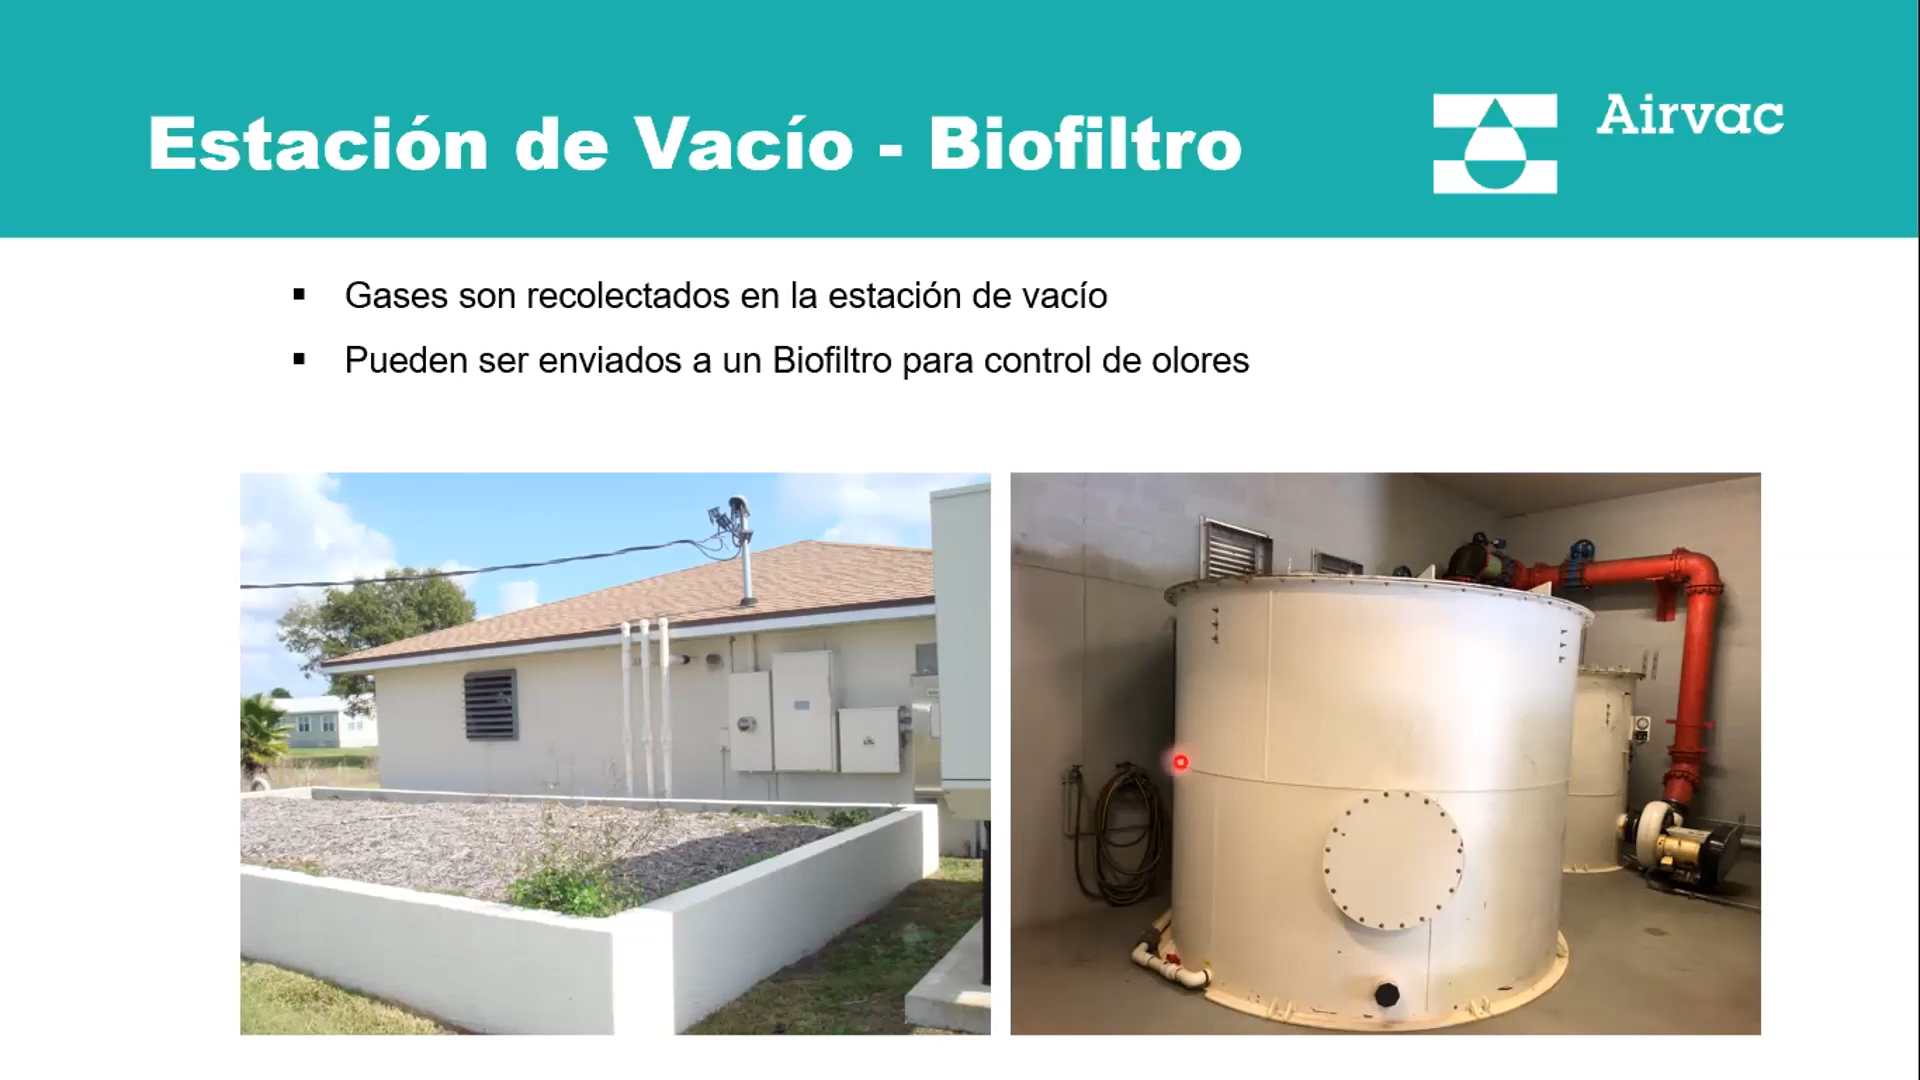 Estación de Vacío - Biofiltro
Airvac
Gases son recolectados en la estación de vacío
Pueden ser enviados a un Biofiltro para control de olores